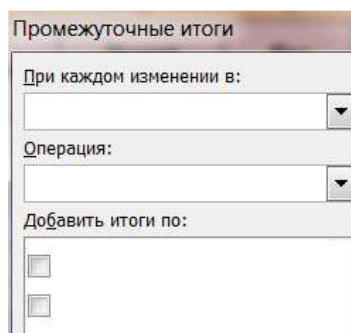 Промежуточные итоги
При каждом изменении в:
Операция:
Добавить итоги по: